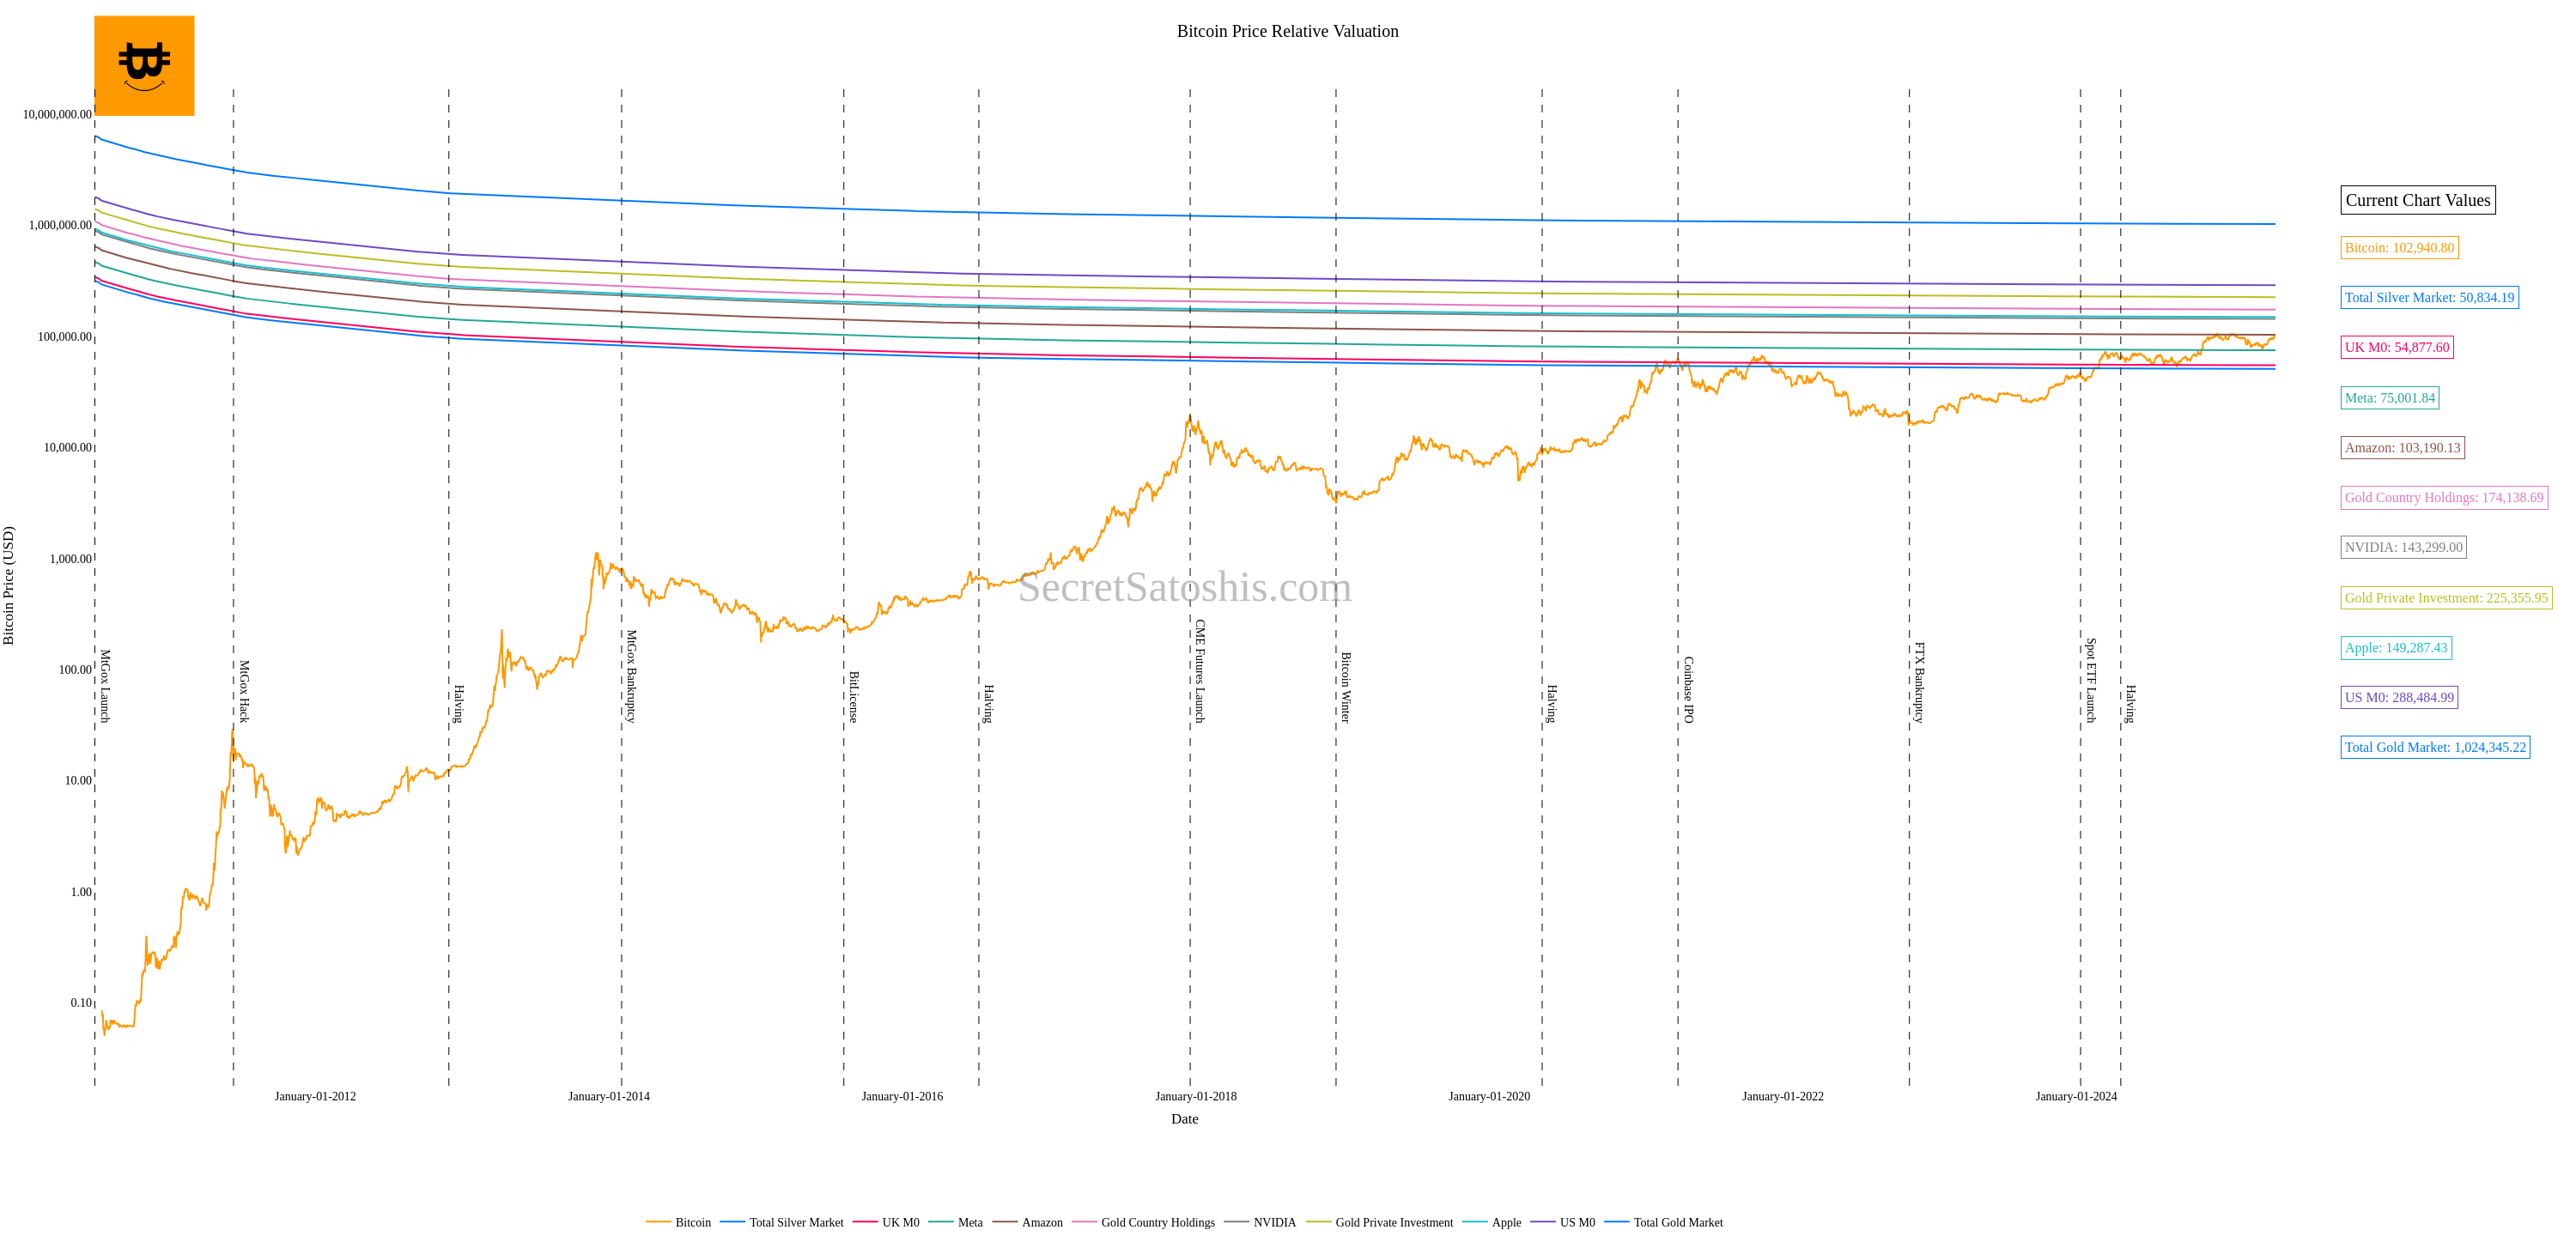 Bitcoin Price Relative Valuation
10,000,000.00
1,000,000.00
100,000.00
10,000.00
1,000.00
100.00
10.00
1.00
0.10
Bitcoin Price (USD)
MtGox Launch
MtGox Hack
Halving
MtGox Bankruptcy
BitLicense
Halving
CME Futures Launch
Bitcoin Winter
Halving
Coinbase IPO
FTX Bankruptcy
Spot ETF Launch
Halving
SecretSatoshis.com
January-01-2012
January-01-2014
January-01-2016
January-01-2018
January-01-2020
January-01-2022
January-01-2024
Date
Current Chart Values
Bitcoin: 102,940.80
Total Silver Market: 50,834.19
UK M0: 54,877.60
Meta: 75,001.84
Amazon: 103,190.13
Gold Country Holdings: 174,138.69
NVIDIA: 143,299.00
Gold Private Investment: 225,355.95
Apple: 149,287.43
US M0: 288,484.99
Total Gold Market: 1,024,345.22
Bitcoin
Total Silver Market
UK M0
Meta
Amazon
Gold Country Holdings
NVIDIA
Gold Private Investment
Apple
US M0
Total Gold Market